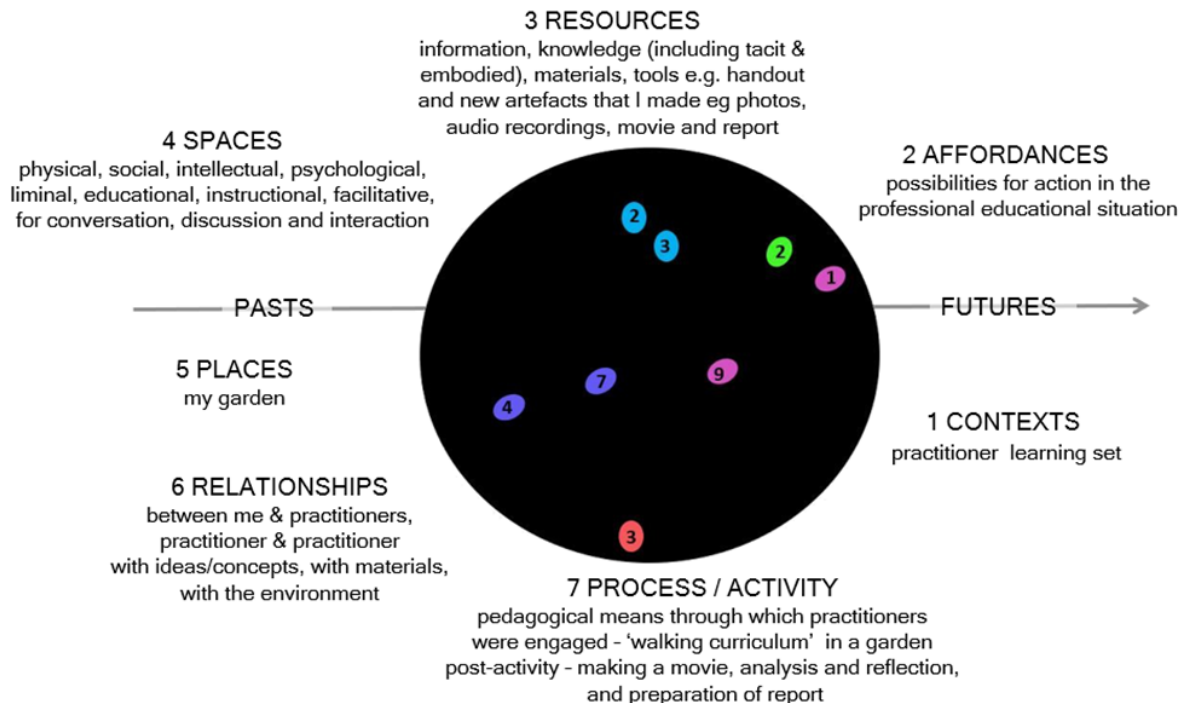 3 RESOURCES
information, knowledge (including tacit &
embodied), materials, tools e.g. handout
and new artefacts that I made eg photos,
audio recordings, movie and report
4 SPACES
physical, social, intellectual, psychological,
liminal, educational, instructional, facilitative,
for conversation, discussion and interaction
2 AFFORDANCES
possibilities for action in the
professional educational situation
2
3
2
1
PASTS
FUTURES
5 PLACES
my garden
7
9
4
1 CONTEXTS
practitioner learning set
6 RELATIONSHIPS
between me & practitioners,
practitioner & practitioner
with ideas/concepts, with materials,
with the environment
3
7 PROCESS / ACTIVITY
pedagogical means through which practitioners
were engaged - 'walking curriculum' in a garden
post-activity - making a movie, analysis and reflection,
and preparation of report